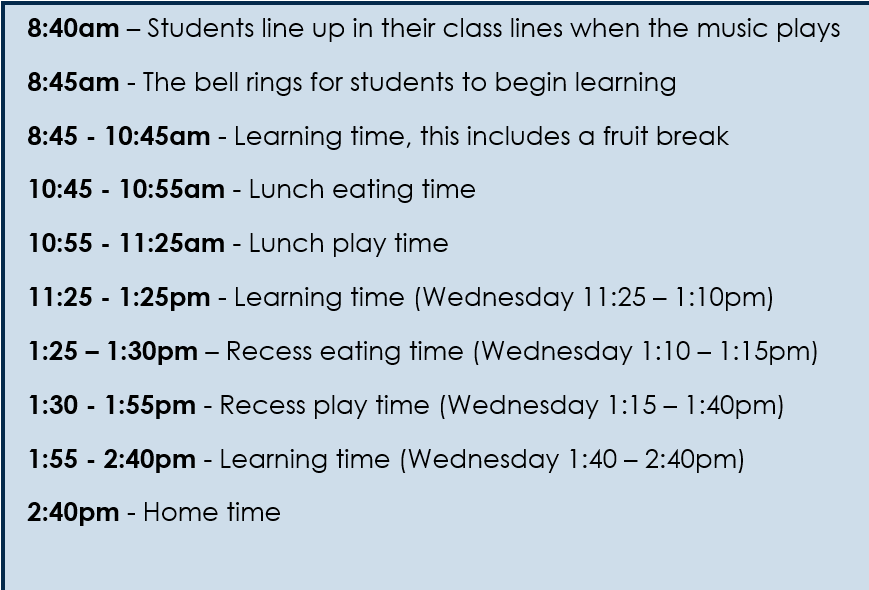 8:40am – Students line up in their class lines when the music plays
8:45am - The bell rings for students to begin learning
8:45 - 10:45am - Learning time, this includes a fruit break
10:45 - 10:55am - Lunch eating time
10:55 - 11:25am - Lunch play time
11:25 - 1:25pm - Learning time (Wednesday 11:25 – 1:10pm)
1:25 – 1:30pm – Recess eating time (Wednesday 1:10 – 1:15pm)
1:30 - 1:55pm - Recess play time (Wednesday 1:15 – 1:40pm)
1:55 - 2:40pm - Learning time (Wednesday 1:40 – 2:40pm)
2:40pm - Home time